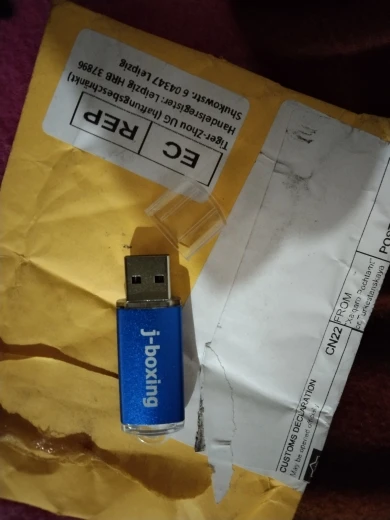 EC REP
Tiger-Zhou UG (haftungsbeschränkt)
Handelsregister: Leipzig HRB 37896
Shukowstr. 6 04347 Leipzig
j-boxing
CUSTOMS DECLARATION
May be opened
CN22
FROM
POST